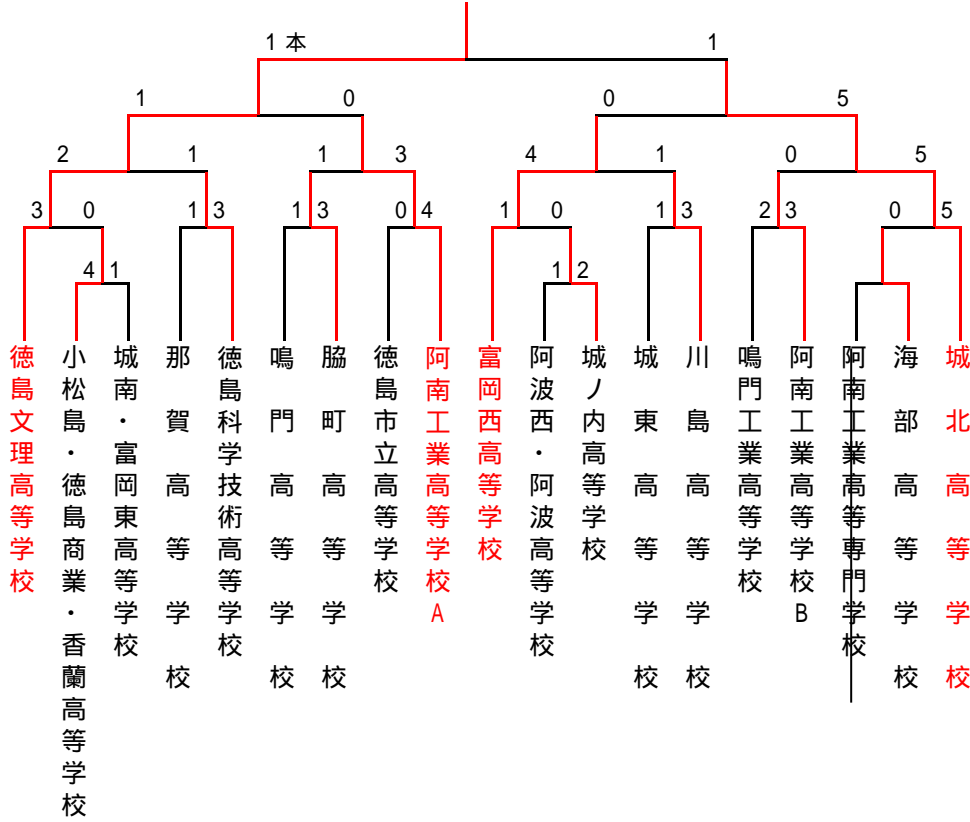 1 本 1
1 0 0 5
2 1 1 3 4 1 0 5
3 0 1 3 1 3 0 4 1 0 1 3 2 3 0 5
4 1 1 2
徳島文理高等学校
小松島・徳島商業・香蘭高等学校
城南・富岡東高等学校
那賀高等学校
徳島科学技術高等学校
鳴門高等学校
脇町高等学校
徳島市立高等学校
阿南工業高等学校A
富岡西高等学校
阿波西・阿波高等学校
城ノ内高等学校
城東高等学校
川島高等学校
鳴門工業高等学校
阿南工業高等学校B
阿南工業高等専門学校
海部高等学校
城北高等学校